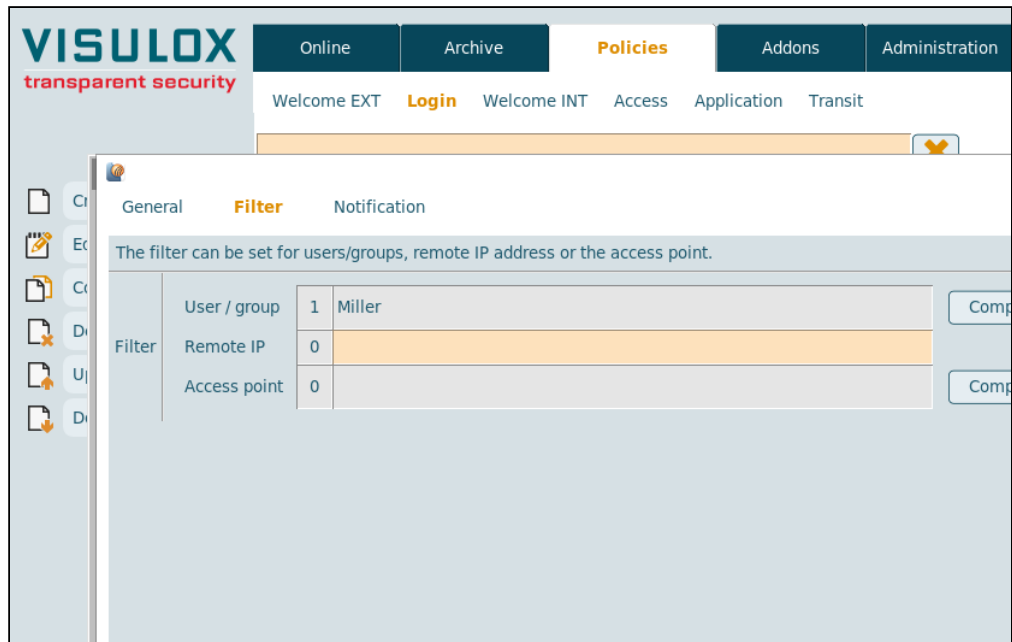 VISULOX
transparent security
Online Archive Policies Addons Administration
Welcome EXT Login Welcome INT Access Application Transit
General Filter Notification
The filter can be set for users/groups, remote IP address or the access point.
User / group 1 Miller
Filter
Remote IP 0
Access point 0